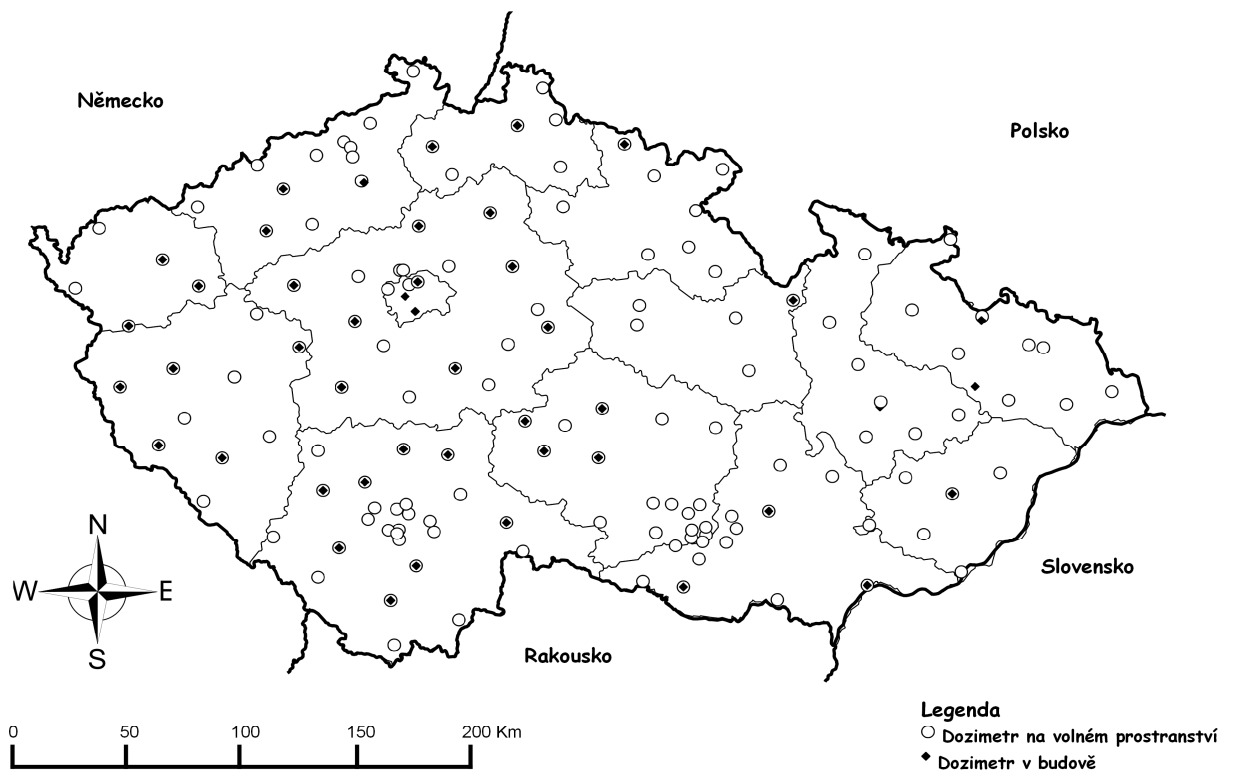 Německo
Polsko
N
W E
S
Slovensko
Rakousko
0 50 100 150 200 Km
Legenda
Dozimetr na volném prostranství
Dozimetr v budově